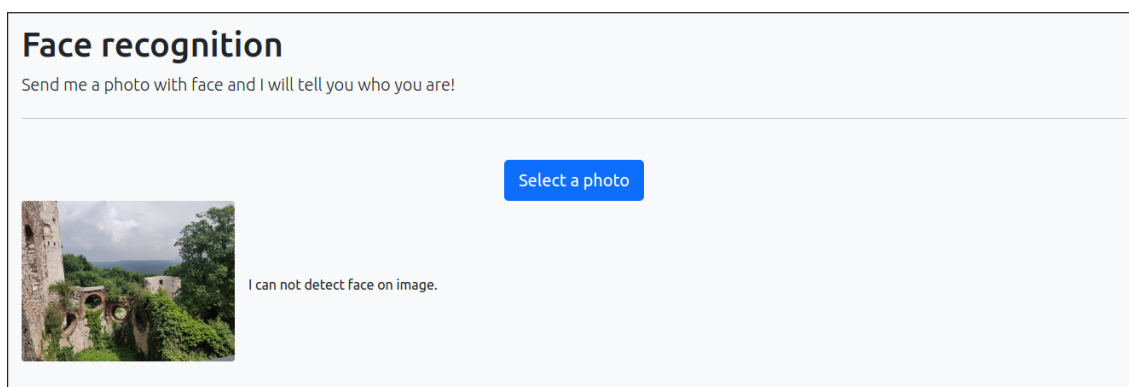 Face recognition
Send me a photo with face and I will tell you who you are!
Select a photo
I can not detect face on image.